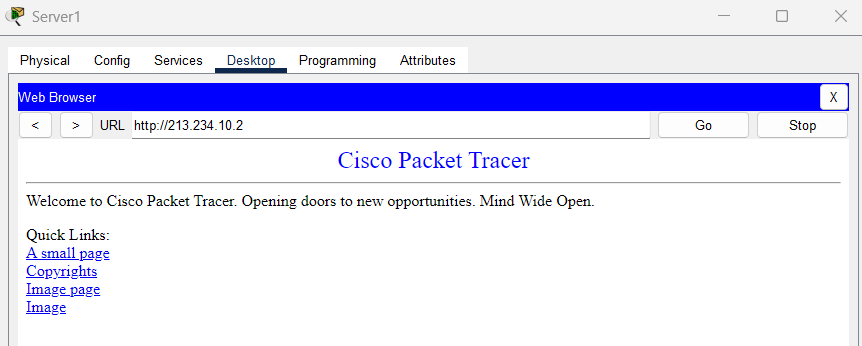 Server1
Physical Config Services Desktop Programming Attributes
Web Browser X
< > URL http://213.234.10.2 Go Stop
Cisco Packet Tracer
Welcome to Cisco Packet Tracer. Opening doors to new opportunities. Mind Wide Open.
Quick Links:
A small page
Copyrights
Image page
Image